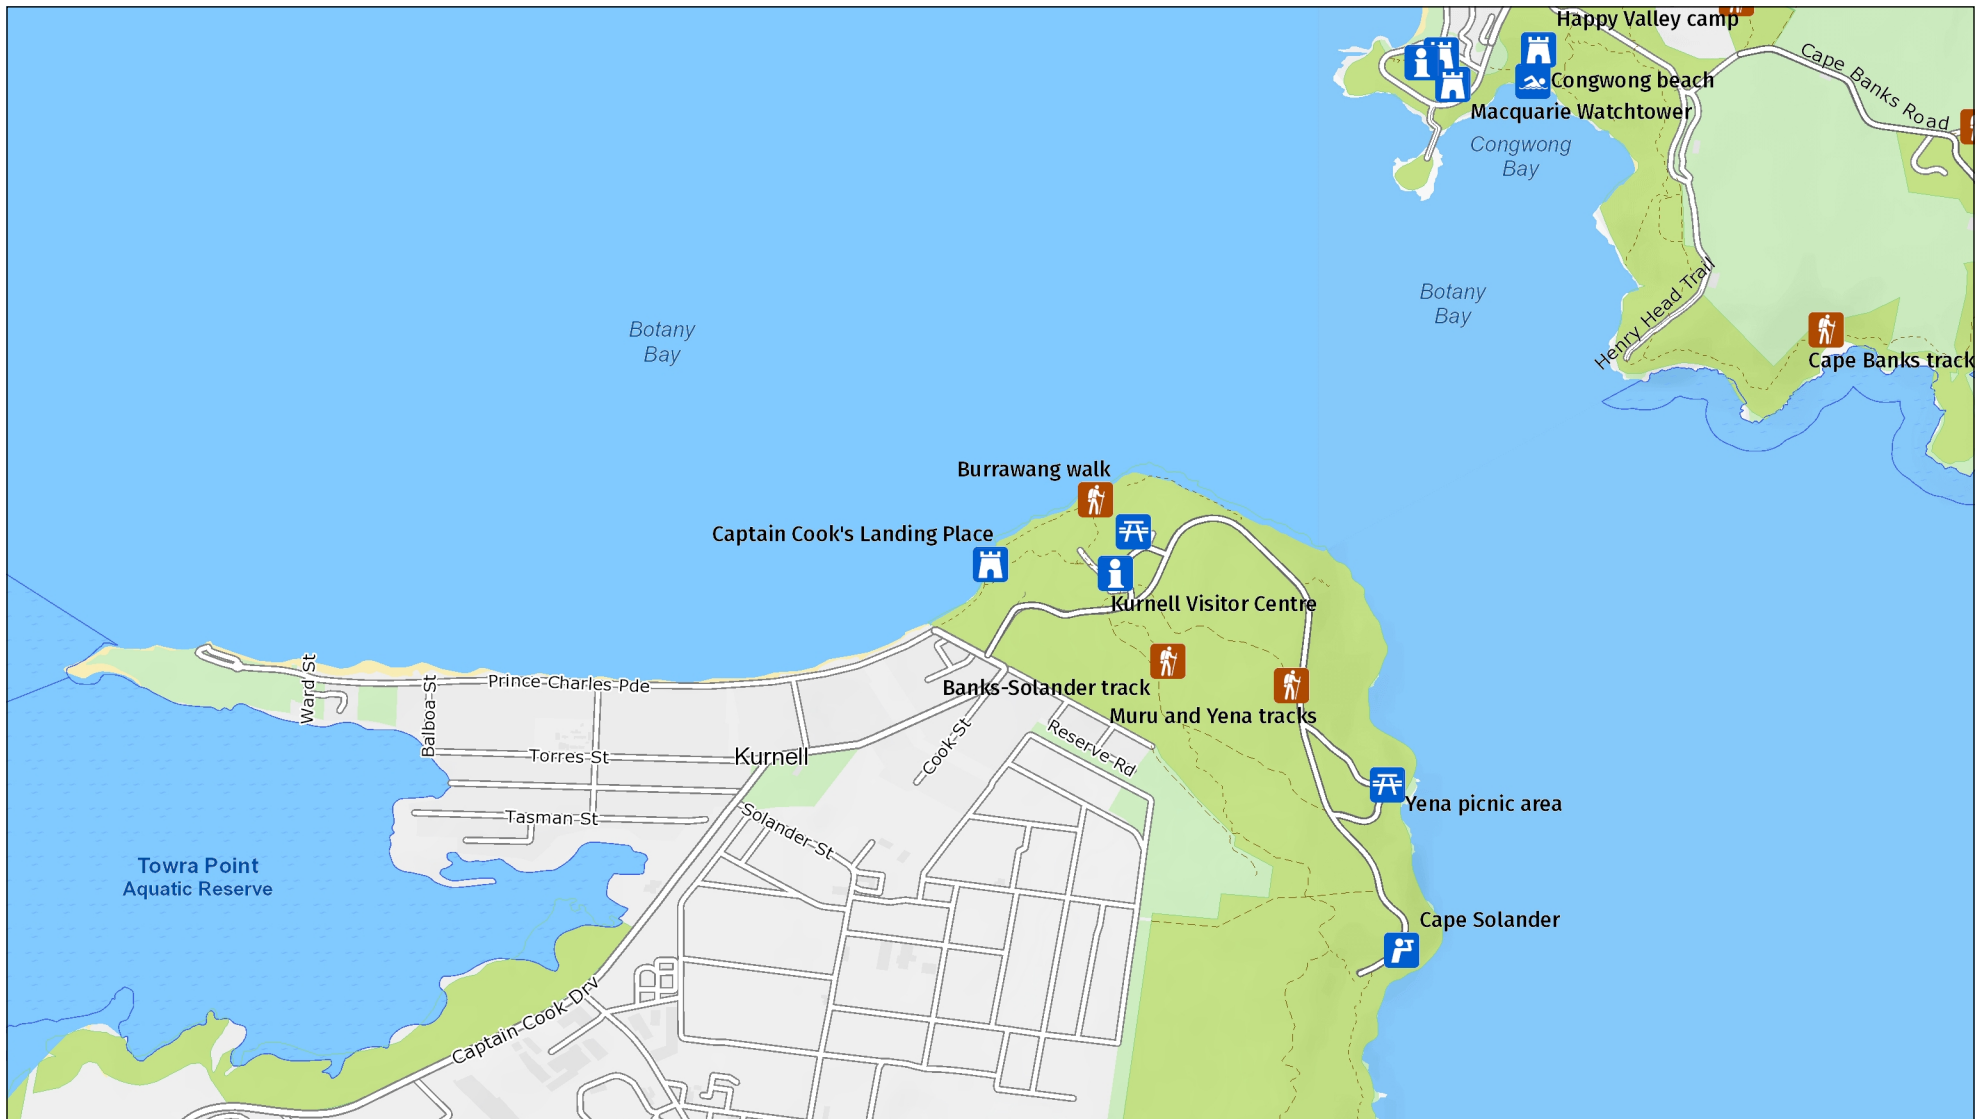 Happy Valley camp
Cape Banks Road
Congwong beach
Macquarie Watchtower
Congwong
Bay
Henry Head Trail
Botany
Bay
Botany
Bay
Cape Banks track
Burrawang walk
Captain Cook's Landing Place
Kurnell Visitor Centre
Ward St
Balboa St
Prince Charles Pde
Banks-Solander track
Muru and Yena tracks
Cook St
Reserve Rd
Torres St
Kurnell
Tasman St
Solander St
Yena picnic area
Towra Point
Aquatic Reserve
Cape Solander
Captain Cook Drv